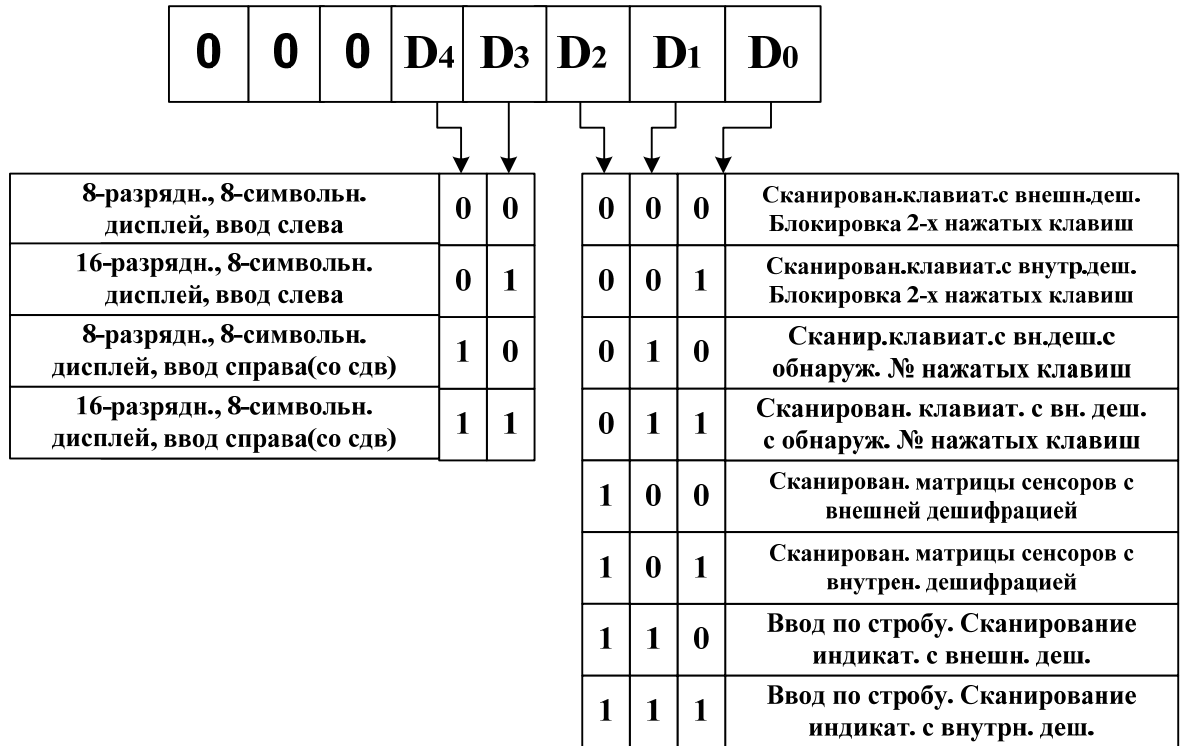 0 0 0 D4 D3 D2 D1 D0
8-разрядн., 8-символьн.
дисплей, ввод слева
0 0
16-разрядн., 8-символьн.
дисплей, ввод слева
0 1
8-разрядн., 8-символьн.
дисплей, ввод справа(со сдв)
1 0
16-разрядн., 8-символьн.
дисплей, ввод справа(со сдв)
1 1
0 0 0
Сканирован.клавиат.с внешн.деш.
Блокировка 2-х нажатых клавиш
0 0 1
Сканирован.клавиат.с внутр.деш.
Блокировка 2-х нажатых клавиш
0 1 0
Сканир.клавиат.с вн.деш.с
обнаруж. № нажатых клавиш
0 1 1
Сканирован. клавиат. с вн. деш.
с обнаруж. № нажатых клавиш
1 0 0
Сканирован. матрицы сенсоров с
внешней дешифрацией
1 0 1
Сканирован. матрицы сенсоров с
внутрен. дешифрацией
1 1 0
Ввод по стробу. Сканирование
индикат. с внешн. деш.
1 1 1
Ввод по стробу. Сканирование
индикат. с внутрн. деш.